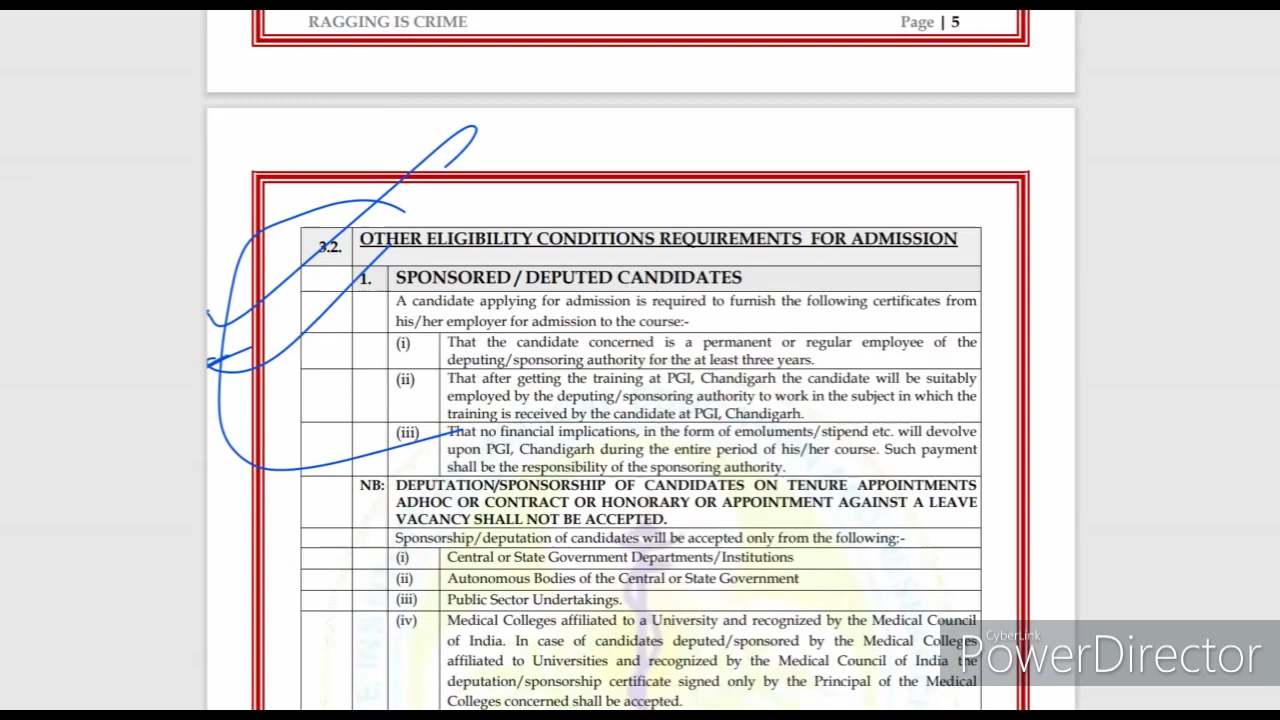 RAGGING IS CRIME Page | 5
3.2. OTHER ELIGIBILITY CONDITIONS REQUIREMENTS FOR ADMISSION
1. SPONSORED / DEPUTED CANDIDATES
A candidate applying for admission is required to furnish the following certificates from
his/her employer for admission to the course:-
(i) That the candidate concerned is a permanent or regular employee of the
deputing/sponsoring authority for the at least three years.
(ii) That after getting the training at PGI, Chandigarh the candidate will be suitably
employed by the deputing/sponsoring authority to work in the subject in which the
training is received by the candidate at PGI, Chandigarh.
(iii) That no financial implications, in the form of emoluments/stipend etc. will devolve
upon PGI, Chandigarh during the entire period of his/her course. Such payment
shall be the responsibility of the sponsoring authority.
NB: DEPUTATION/SPONSORSHIP OF CANDIDATES ON TENURE APPOINTMENTS
ADHOC OR CONTRACT OR HONORARY OR APPOINTMENT AGAINST A LEAVE
VACANCY SHALL NOT BE ACCEPTED.
Sponsorship/deputation of candidates will be accepted only from the following:-
(i) Central or State Government Departments/Institutions
(ii) Autonomous Bodies of the Central or State Government
(iii) Public Sector Undertakings.
(iv) Medical Colleges affiliated to a University and recognized by the Medical Council
of India. In case of candidates deputed/sponsored by the Medical Colleges
affiliated to Universities and recognized by the Medical Council of India the
deputation/sponsorship certificate signed only by the Principal of the Medical
Colleges concerned shall be accepted.
CyberLink
PowerDirector